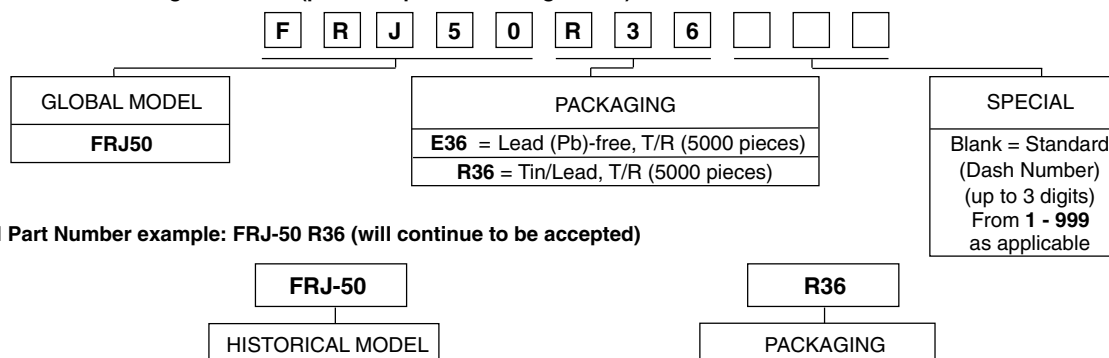 F R J 5 0 R 3 6
GLOBAL MODEL
FRJ50
PACKAGING
E36 = Lead (Pb)-free, T/R (5000 pieces)
R36 = Tin/Lead, T/R (5000 pieces)
SPECIAL
Blank = Standard
(Dash Number)
(up to 3 digits)
From 1 - 999
as applicable
Part Number example: FRJ-50 R36 (will continue to be accepted)
FRJ-50
R36
HISTORICAL MODEL
PACKAGING